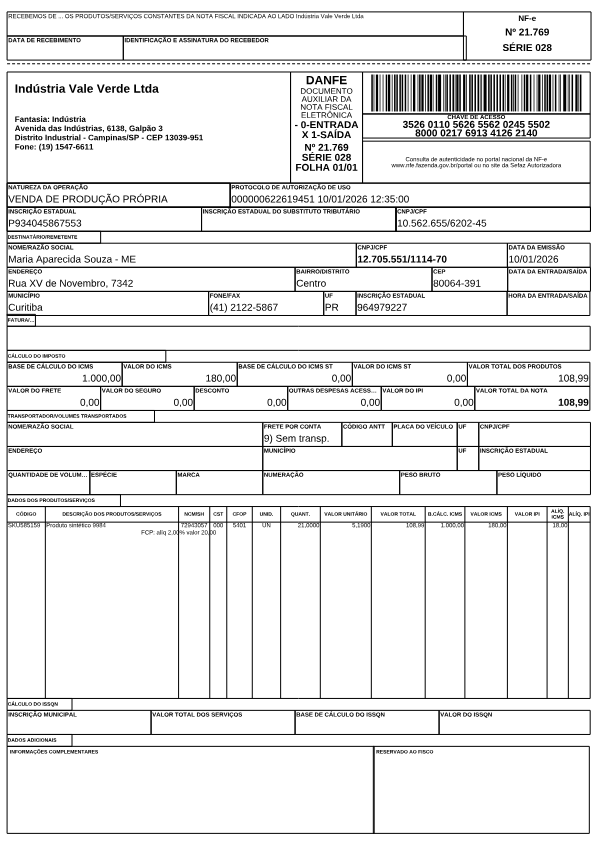 RECEBEMOS DE ... OS PRODUTOS/SERVIÇOS CONSTANTES DA NOTA FISCAL INDICADA AO LADO Indústria Vale Verde Ltda
NF-e
Nº 21.769
SÉRIE 028
DATA DE RECEBIMENTO
IDENTIFICAÇÃO E ASSINATURA DO RECEBEDOR
Indústria Vale Verde Ltda
Fantasia: Indústria
Avenida das Indústrias, 6138, Galpão 3
Distrito Industrial - Campinas/SP - CEP 13039-951
Fone: (19) 1547-6611
DANFE
DOCUMENTO
AUXILIAR DA
NOTA FISCAL
ELETRÔNICA
- 0-ENTRADA
X 1-SAÍDA
Nº 21.769
SÉRIE 028
FOLHA 01/01
CHAVE DE ACESSO
3526 0110 5626 5562 0245 5502
8000 0217 6913 4126 2140
Consulta de autenticidade no portal nacional da NF-e
www.nfe.fazenda.gov.br/portal ou no site da Sefaz Autorizadora
NATUREZA DA OPERAÇÃO PROTOCOLO DE AUTORIZAÇÃO DE USO
VENDA DE PRODUÇÃO PRÓPRIA 000000622619451 10/01/2026 12:35:00
INSCRIÇÃO ESTADUAL INSCRIÇÃO ESTADUAL DO SUBSTITUTO TRIBUTÁRIO CNPJ/CPF
P934045867553 10.562.655/6202-45
DESTINATÁRIO/REMETENTE
NOME/RAZÃO SOCIAL CNPJ/CPF DATA DA EMISSÃO
Maria Aparecida Souza - ME 12.705.551/1114-70 10/01/2026
ENDEREÇO BAIRRO/DISTRITO CEP DATA DA ENTRADA/SAÍDA
Rua XV de Novembro, 7342 Centro 80064-391
MUNICÍPIO FONE/FAX UF INSCRIÇÃO ESTADUAL HORA DA ENTRADA/SAÍDA
Curitiba (41) 2122-5867 PR 964979227
FATURA/...
CÁLCULO DO IMPOSTO
BASE DE CÁLCULO DO ICMS VALOR DO ICMS BASE DE CÁLCULO DO ICMS ST VALOR DO ICMS ST VALOR TOTAL DOS PRODUTOS
1.000,00 180,00 0,00 0,00 108,99
VALOR DO FRETE VALOR DO SEGURO DESCONTO OUTRAS DESPESAS ACESS... VALOR DO IPI VALOR TOTAL DA NOTA
0,00 0,00 0,00 0,00 0,00 108,99
TRANSPORTADOR/VOLUMES TRANSPORTADOS
NOME/RAZÃO SOCIAL FRETE POR CONTA CÓDIGO ANTT PLACA DO VEÍCULO UF CNPJ/CPF
9) Sem transp.
ENDEREÇO MUNICÍPIO UF INSCRIÇÃO ESTADUAL
QUANTIDADE DE VOLUM... ESPÉCIE MARCA NUMERAÇÃO PESO BRUTO PESO LÍQUIDO
DADOS DOS PRODUTOS/SERVIÇOS
CÓDIGO DESCRIÇÃO DOS PRODUTOS/SERVIÇOS NCM/SH CST CFOP UNID. QUANT. VALOR UNITÁRIO VALOR TOTAL B.CÁLC. ICMS VALOR ICMS VALOR IPI ALÍQ. ICMS ALÍQ. IPI
SKU585159 Produto sintético 9984 72943057 000 5401 UN 21,0000 5,1900 108,99 1.000,00 180,00 18,00
FCP: alíq 2,00% valor 20,00
CÁLCULO DO ISSQN
INSCRIÇÃO MUNICIPAL VALOR TOTAL DOS SERVIÇOS BASE DE CÁLCULO DO ISSQN VALOR DO ISSQN
DADOS ADICIONAIS
INFORMAÇÕES COMPLEMENTARES RESERVADO AO FISCO